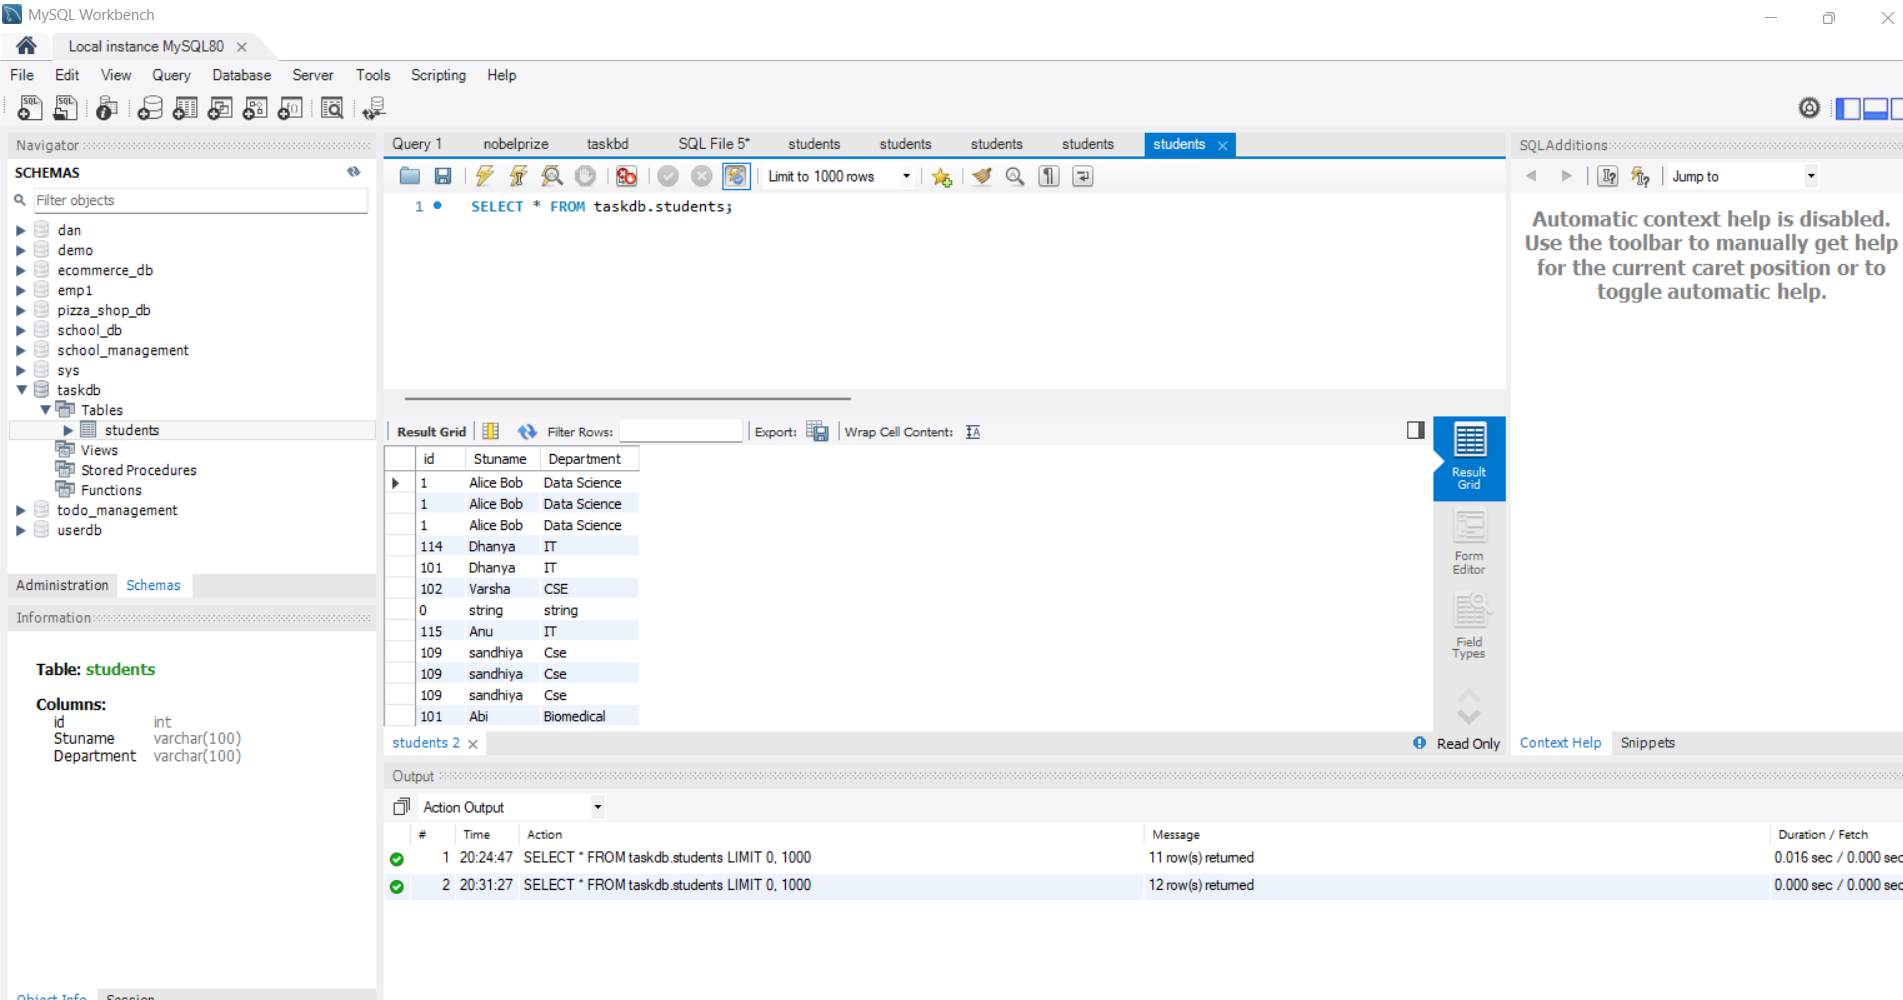 MySQL Workbench
Local instance MySQL80
File Edit View Query Database Server Tools Scripting Help
Navigator
SCHEMAS
Filter objects
dan
demo
ecommerce_db
emp1
pizza_shop_db
school_db
school_management
sys
taskdb
Tables
students
Views
Stored Procedures
Functions
todo_management
userdb
Administration Schemas
Information
Table: students
Columns:
id int
Stuname varchar(100)
Department varchar(100)
Object Info Session
Query 1 nobelprize taskbd SQL File 5* students students students students students
Limit to 1000 rows
1 SELECT * FROM taskdb.students;
Result Grid Filter Rows: Export: Wrap Cell Content:
id Stuname Department
1 Alice Bob Data Science
1 Alice Bob Data Science
1 Alice Bob Data Science
114 Dhanya IT
101 Dhanya IT
102 Varsha CSE
0 string string
115 Anu IT
109 sandhiya Cse
109 sandhiya Cse
109 sandhiya Cse
101 Abi Biomedical
Result
Grid
Form
Editor
Field
Types
students 2
Read Only
SQLAdditions
Jump to
Automatic context help is disabled.
Use the toolbar to manually get help
for the current caret position or to
toggle automatic help.
Context Help Snippets
Output
Action Output
# Time Action Message Duration / Fetch
1 20:24:47 SELECT * FROM taskdb.students LIMIT 0, 1000 11 row(s) returned 0.016 sec / 0.000 sec
2 20:31:27 SELECT * FROM taskdb.students LIMIT 0, 1000 12 row(s) returned 0.000 sec / 0.000 sec